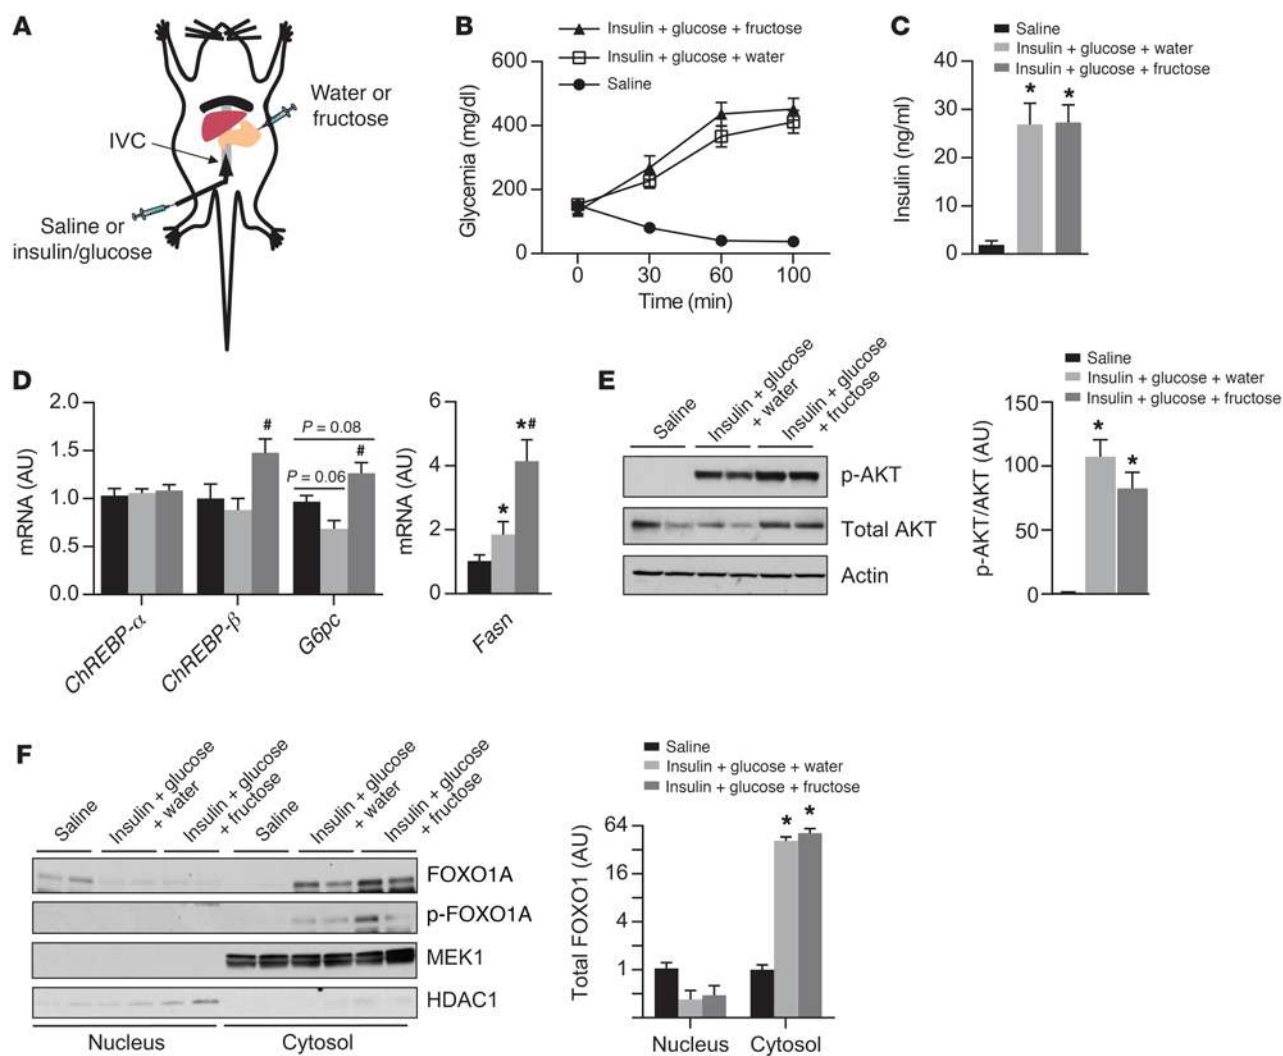 A
Water or
fructose
IVC
Saline or
insulin/glucose
B
Insulin + glucose + fructose
Insulin + glucose + water
Saline
Glycemia (mg/dl)
600
400
200
0
0 30 60 100
Time (min)
C
Saline
Insulin + glucose + water
Insulin + glucose + fructose
Insulin (ng/ml)
40
30
20
10
0
* *
D
mRNA (AU)
2.0
1.5
1.0
0.5
0.0
#
P = 0.08
P = 0.06
#
ChREBP-α ChREBP-β G6pc
mRNA (AU)
6
4
2
0
*
*#
Fasn
E
Saline
Insulin + glucose
+ water
Insulin + glucose
+ fructose
p-AKT
Total AKT
Actin
Saline
Insulin + glucose + water
Insulin + glucose + fructose
p-AKT/AKT (AU)
150
100
50
0
*
*
F
Saline
Insulin + glucose
+ water
Insulin + glucose
+ fructose
Saline
Insulin + glucose
+ water
Insulin + glucose
+ fructose
FOXO1A
p-FOXO1A
MEK1
HDAC1
Nucleus Cytosol
Saline
Insulin + glucose + water
Insulin + glucose + fructose
Total FOXO1 (AU)
64
16
4
1
* *
Nucleus Cytosol